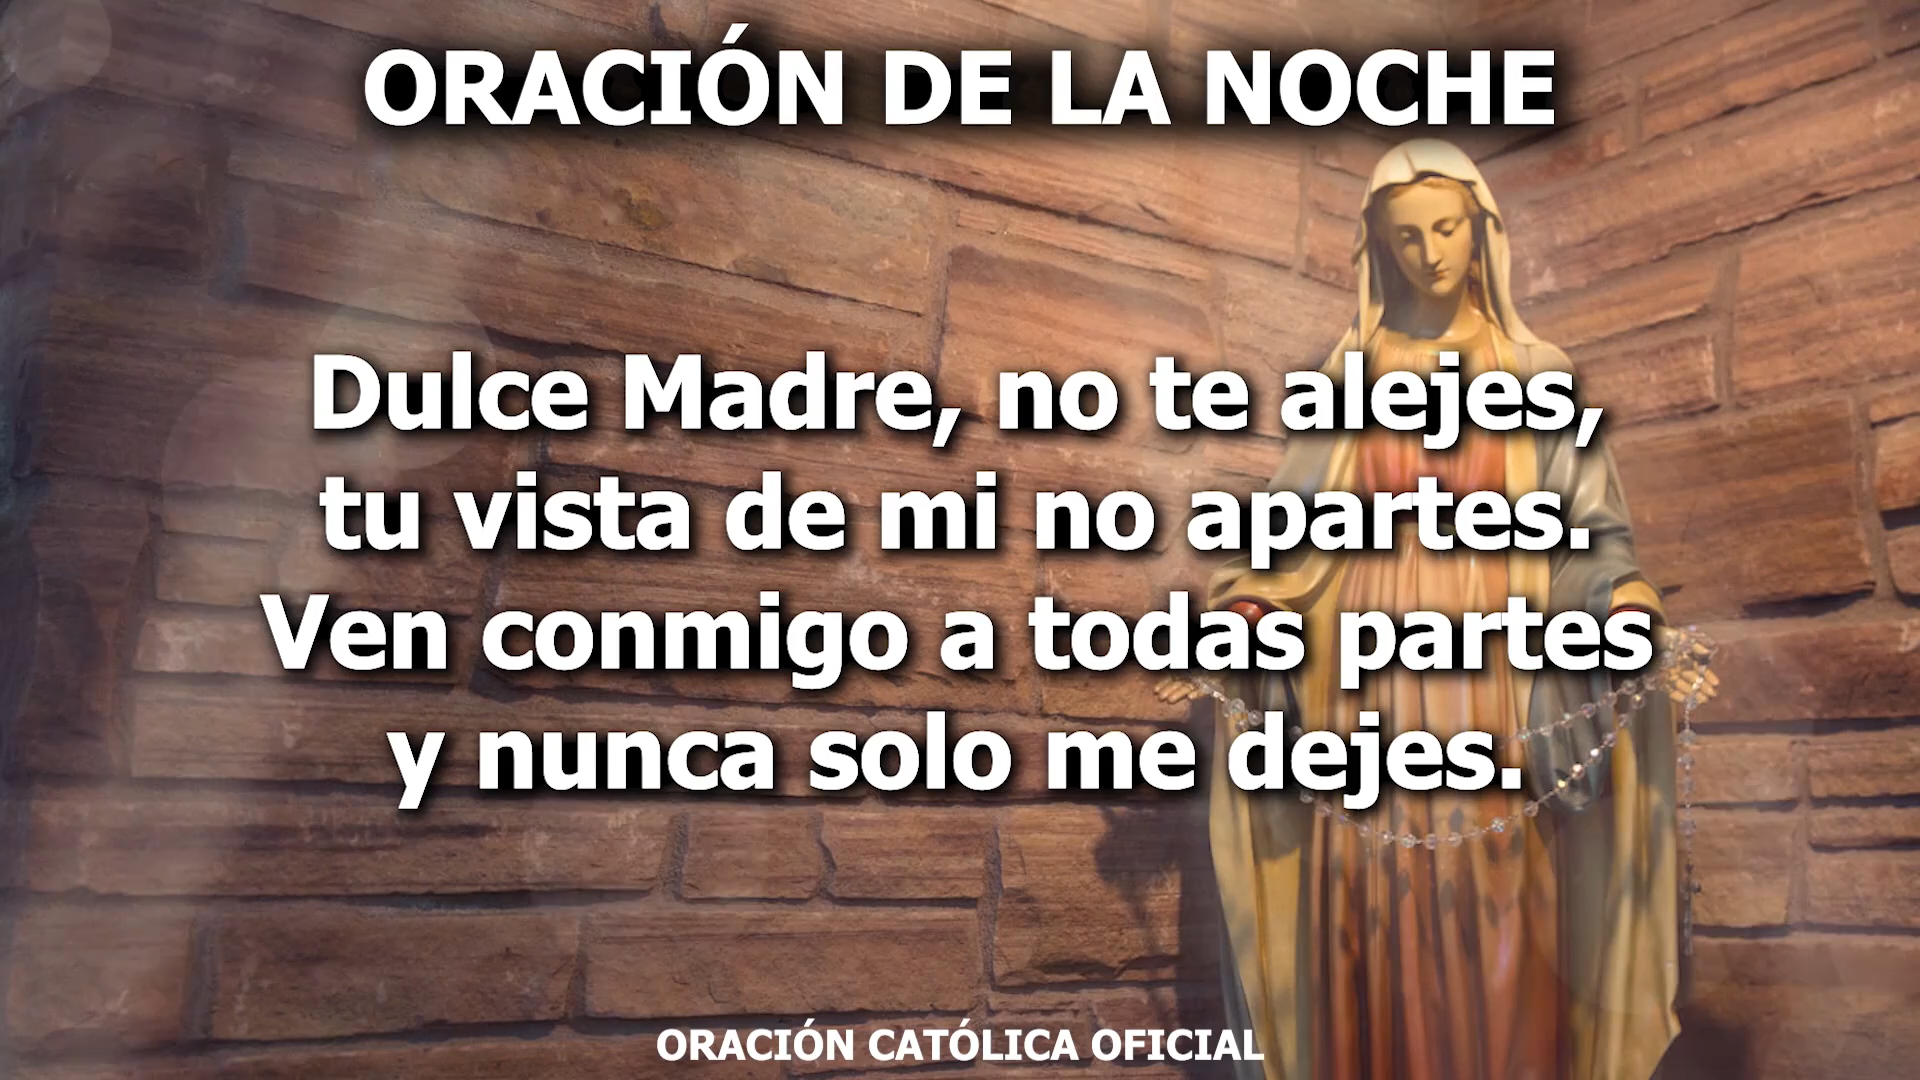 ORACIÓN DE LA NOCHE
Dulce Madre, no te alejes,
tu vista de mi no apartes.
Ven conmigo a todas partes
y nunca solo me dejes.
ORACIÓN CATÓLICA OFICIAL